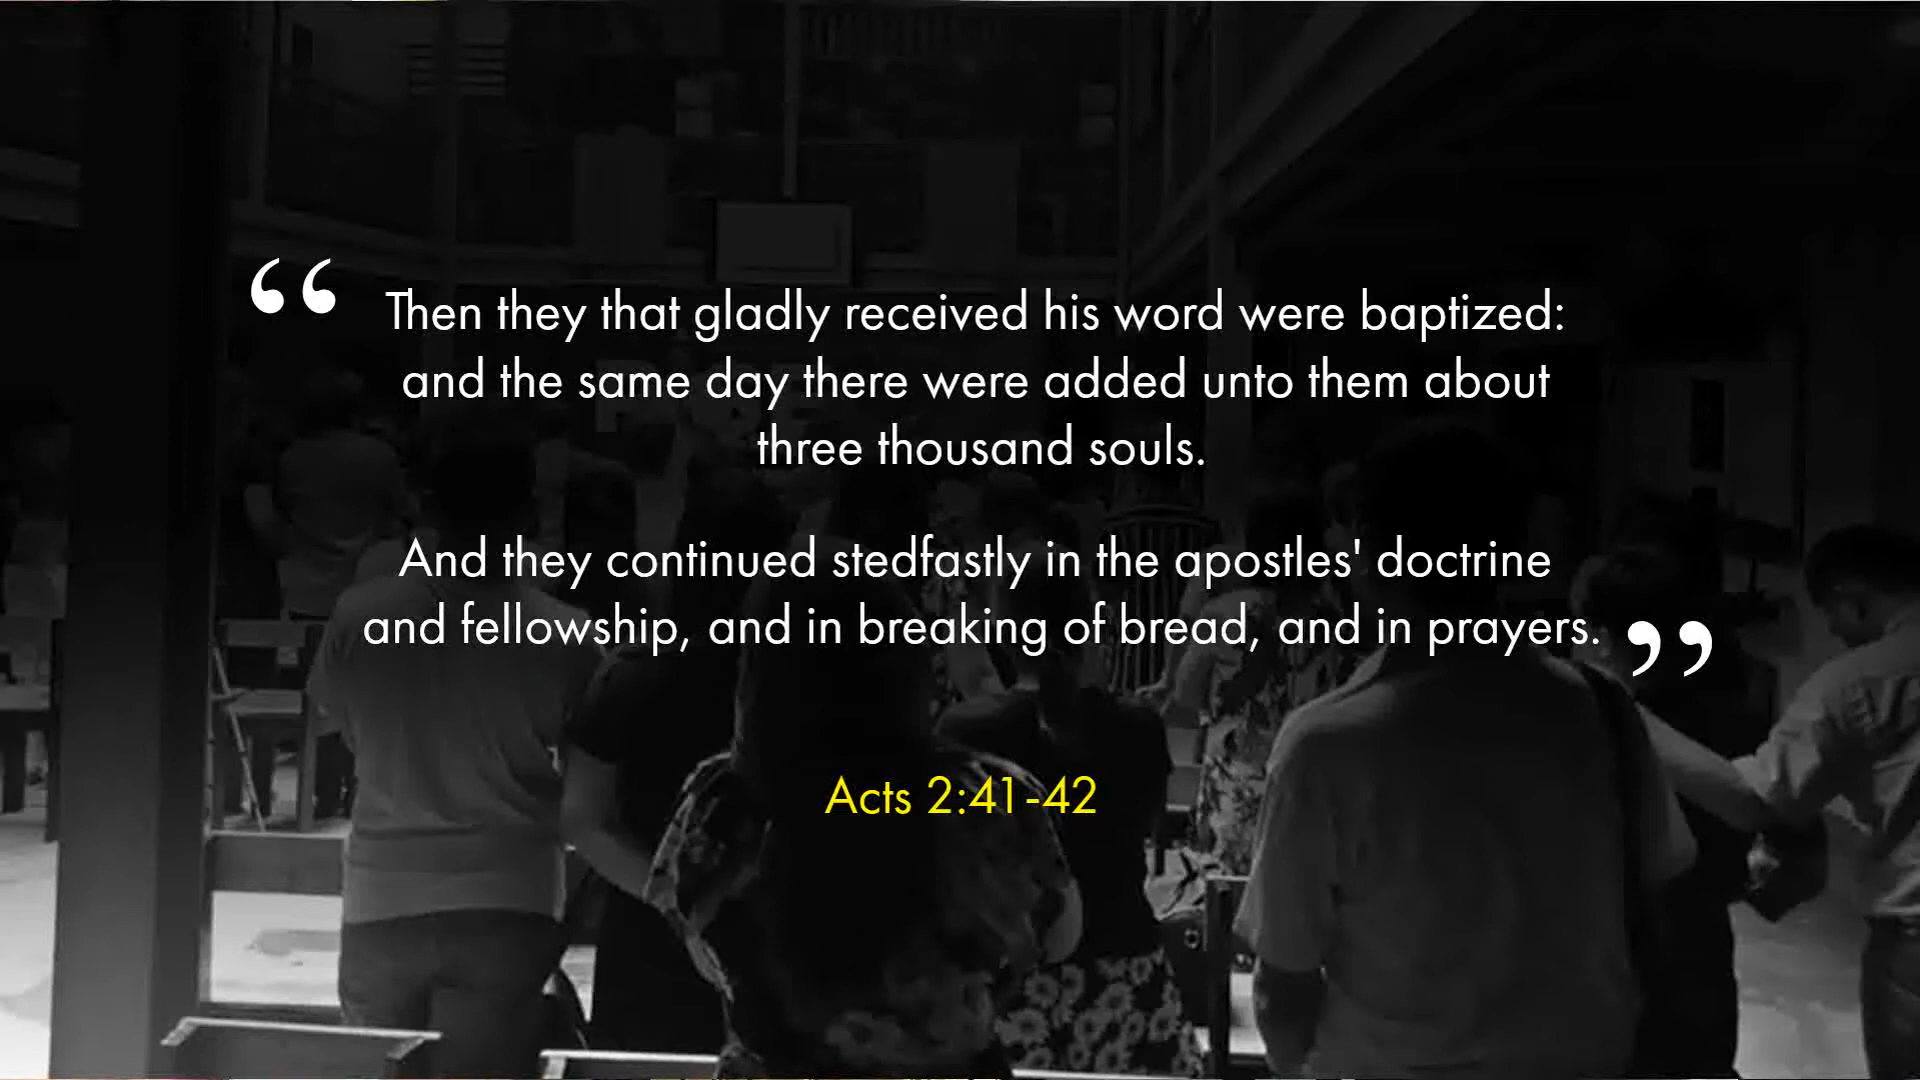 “ Then they that gladly received his word were baptized:
and the same day there were added unto them about
three thousand souls.
And they continued stedfastly in the apostles' doctrine
and fellowship, and in breaking of bread, and in prayers. ”
Acts 2:41-42